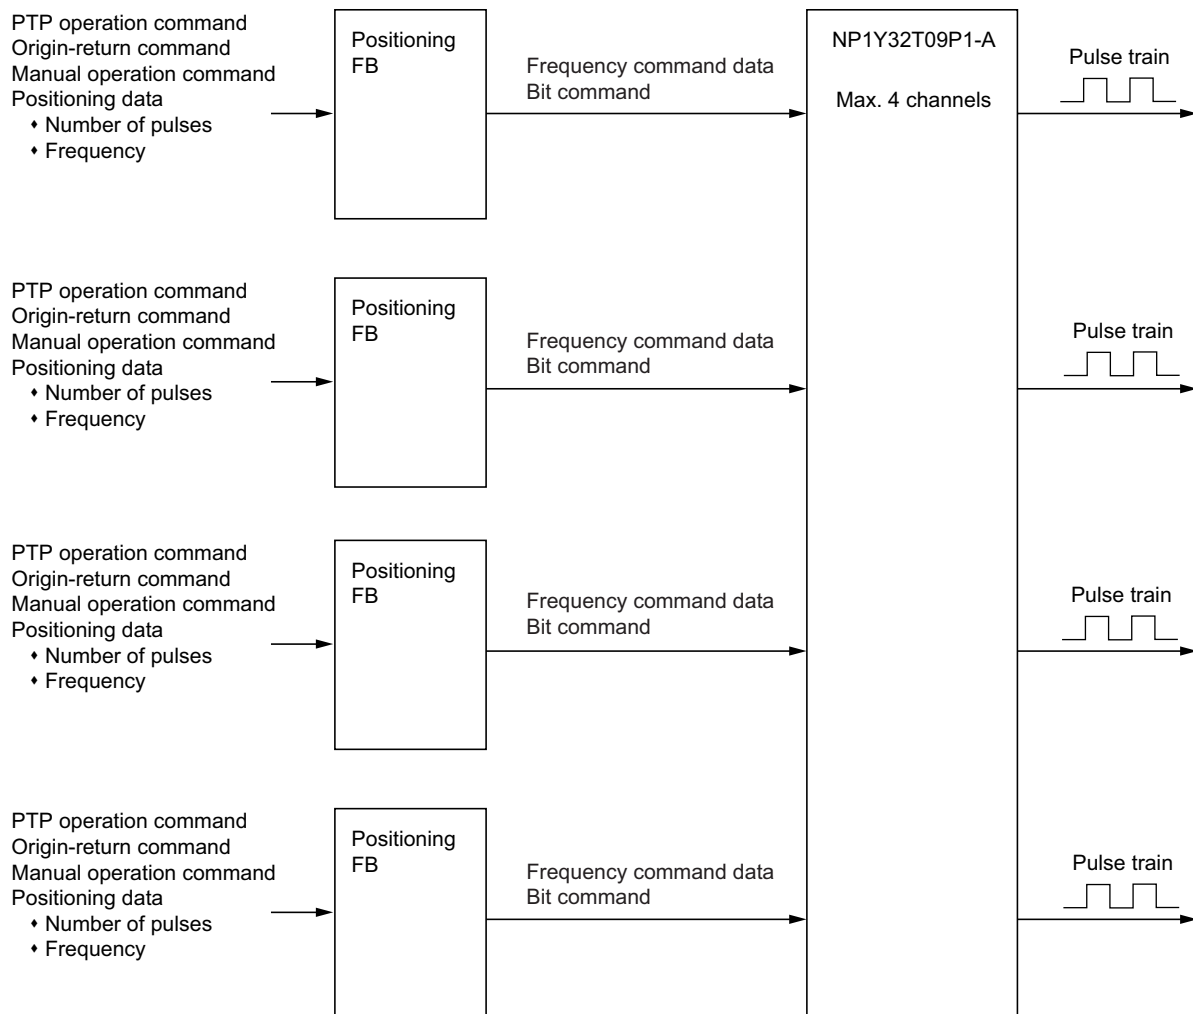 PTP operation command
Origin-return command
Manual operation command
Positioning data
♦ Number of pulses
♦ Frequency
Positioning
FB
Frequency command data
Bit command
NP1Y32T09P1-A
Max. 4 channels
Pulse train
PTP operation command
Origin-return command
Manual operation command
Positioning data
♦ Number of pulses
♦ Frequency
Positioning
FB
Frequency command data
Bit command
Pulse train
PTP operation command
Origin-return command
Manual operation command
Positioning data
♦ Number of pulses
♦ Frequency
Positioning
FB
Frequency command data
Bit command
Pulse train
PTP operation command
Origin-return command
Manual operation command
Positioning data
♦ Number of pulses
♦ Frequency
Positioning
FB
Frequency command data
Bit command
Pulse train